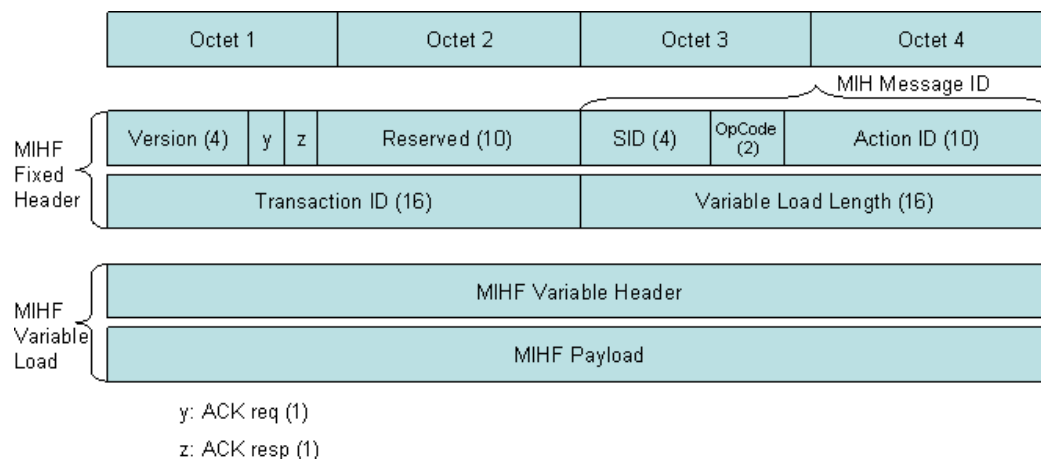 Octet 1 Octet 2 Octet 3 Octet 4
MIH Message ID
MIHF
Fixed
Header
Version (4) y z Reserved (10) SID (4) OpCode
(2) Action ID (10)
Transaction ID (16) Variable Load Length (16)
MIHF
Variable
Load
MIHF Variable Header
MIHF Payload
y: ACK req (1)
z: ACK resp (1)